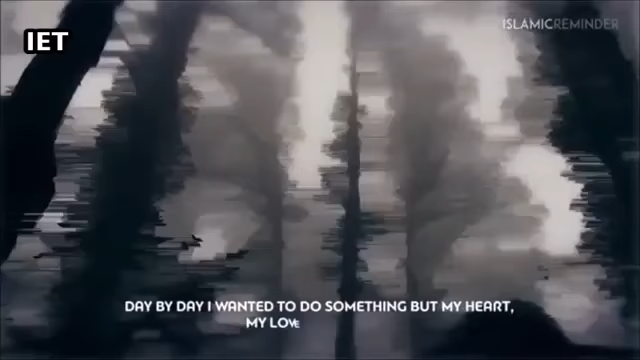 IET
ISLAMICREMINDER
DAY BY DAY I WANTED TO DO SOMETHING BUT MY HEART,
MY LOVE